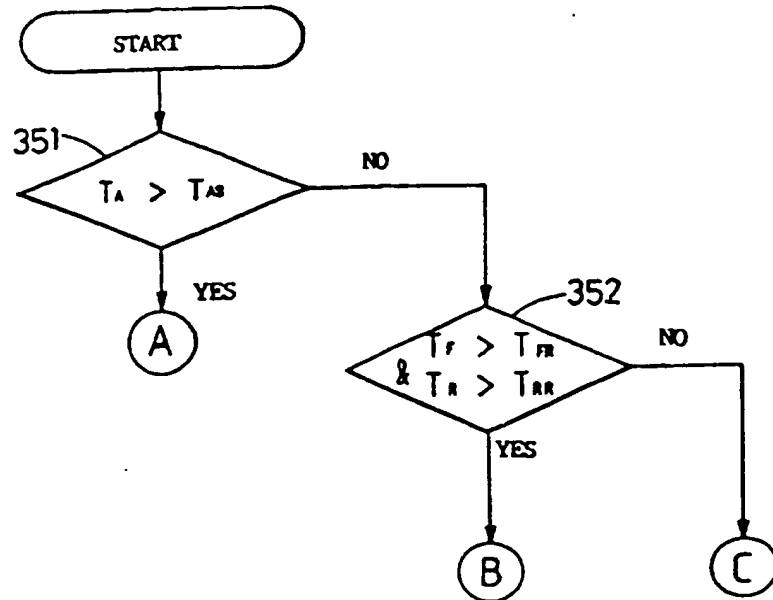 START
351
TA > TAS
NO
YES
A
352
TF > TFR
& TR > TRR
NO
YES
B
C